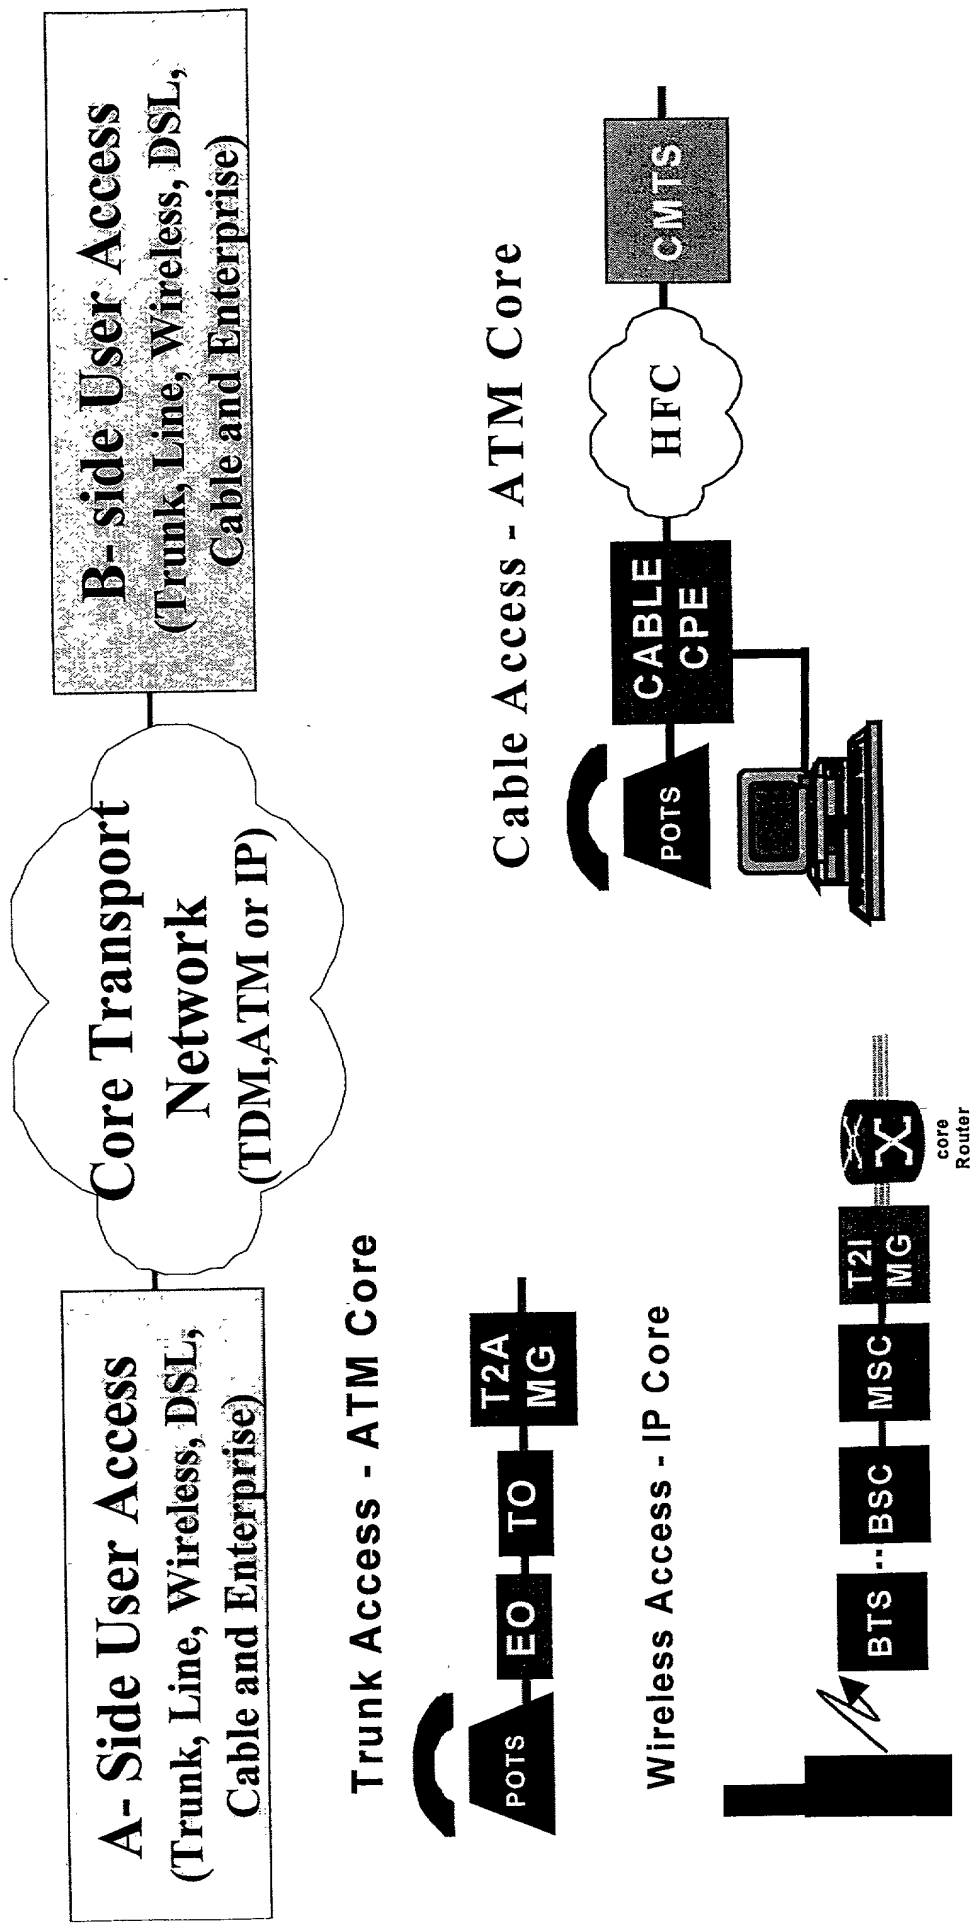 A- Side User Access
(Trunk, Line, Wireless, DSL,
Cable and Enterprise)
Core Transport
Network
(TDM,ATM or IP)
B- side User Access
(Trunk, Line, Wireless, DSL,
Cable and Enterprise)
Trunk Access - ATM Core
POTS
EO
TO
T2A
MG
Cable Access - ATM Core
POTS
CABLE
CPE
HFC
CMTS
Wireless Access - IP Core
BTS
BSC
MSC
T2I
MG
core
Router